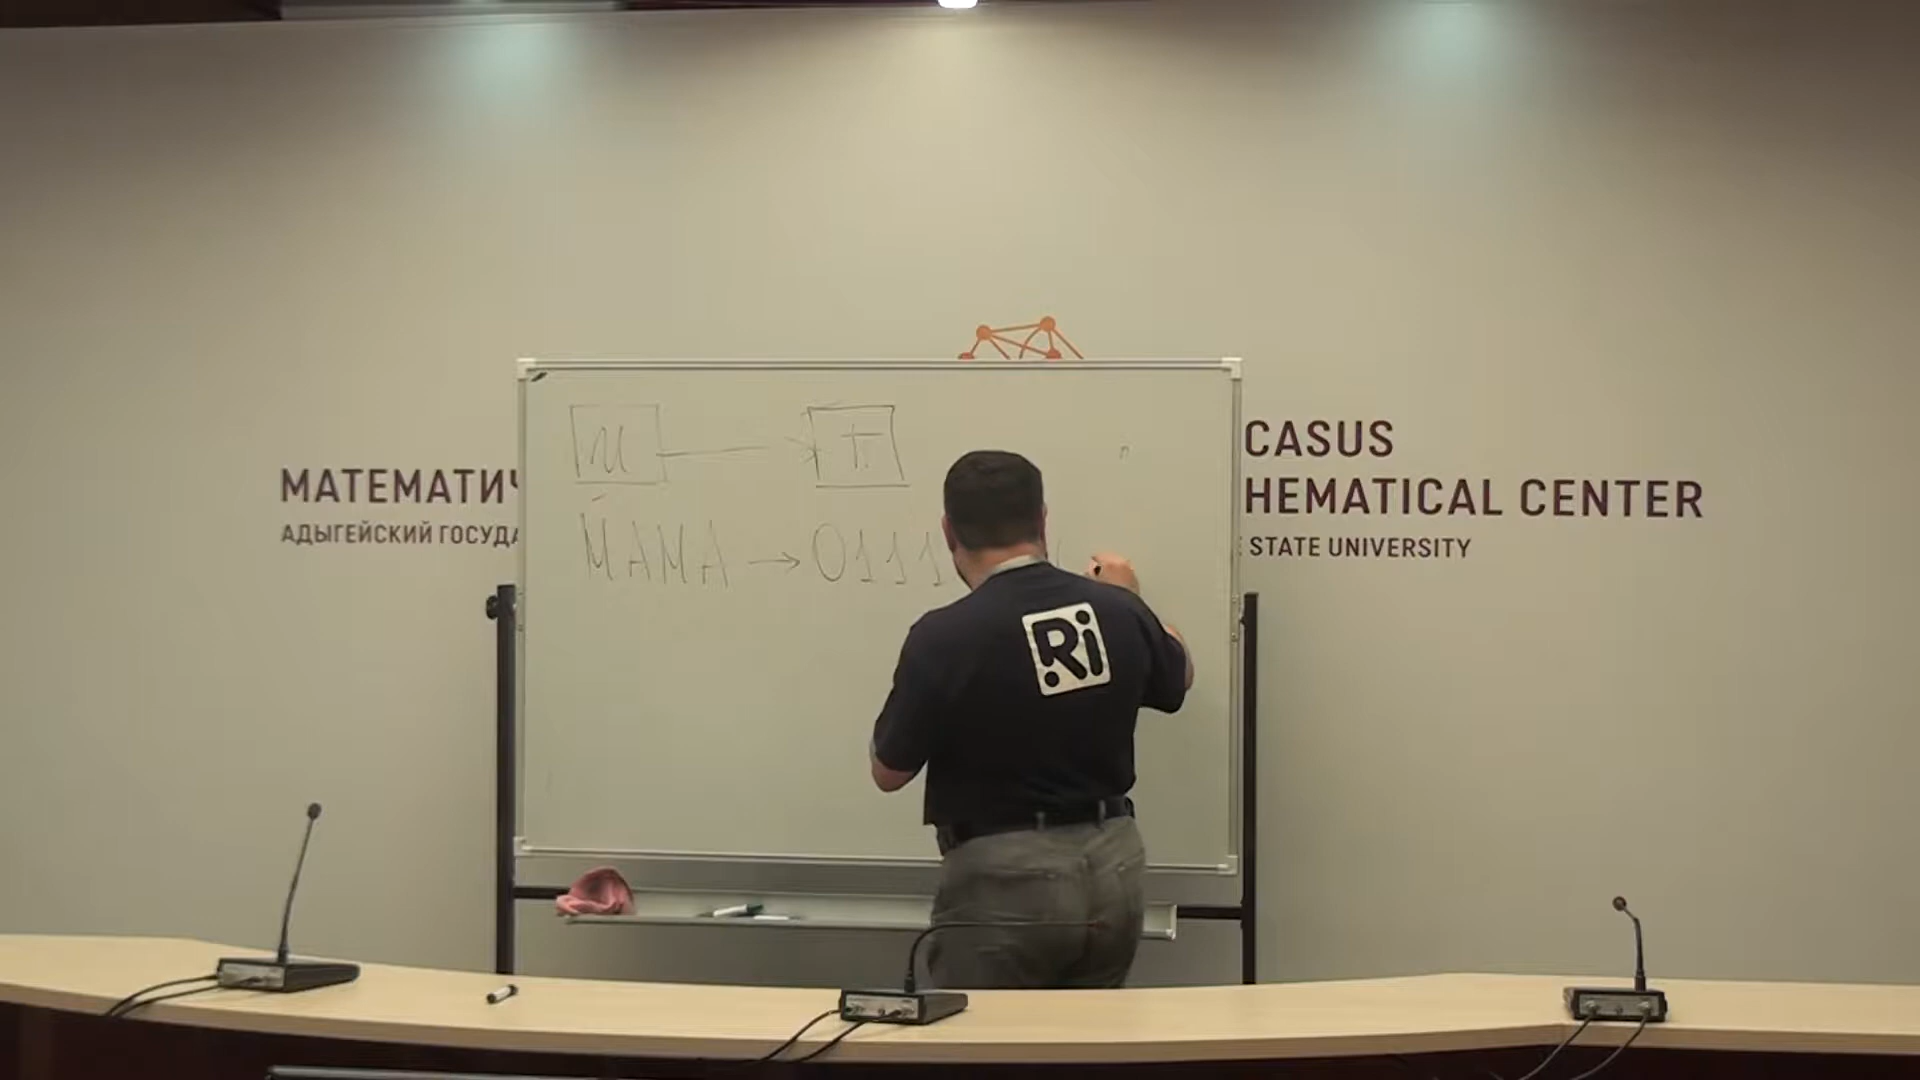 МАТЕМАТИЧ
АДЫГЕЙСКИЙ ГОСУДА
И Т
МАМА → 0111
Ri
CASUS
HEMATICAL CENTER
STATE UNIVERSITY